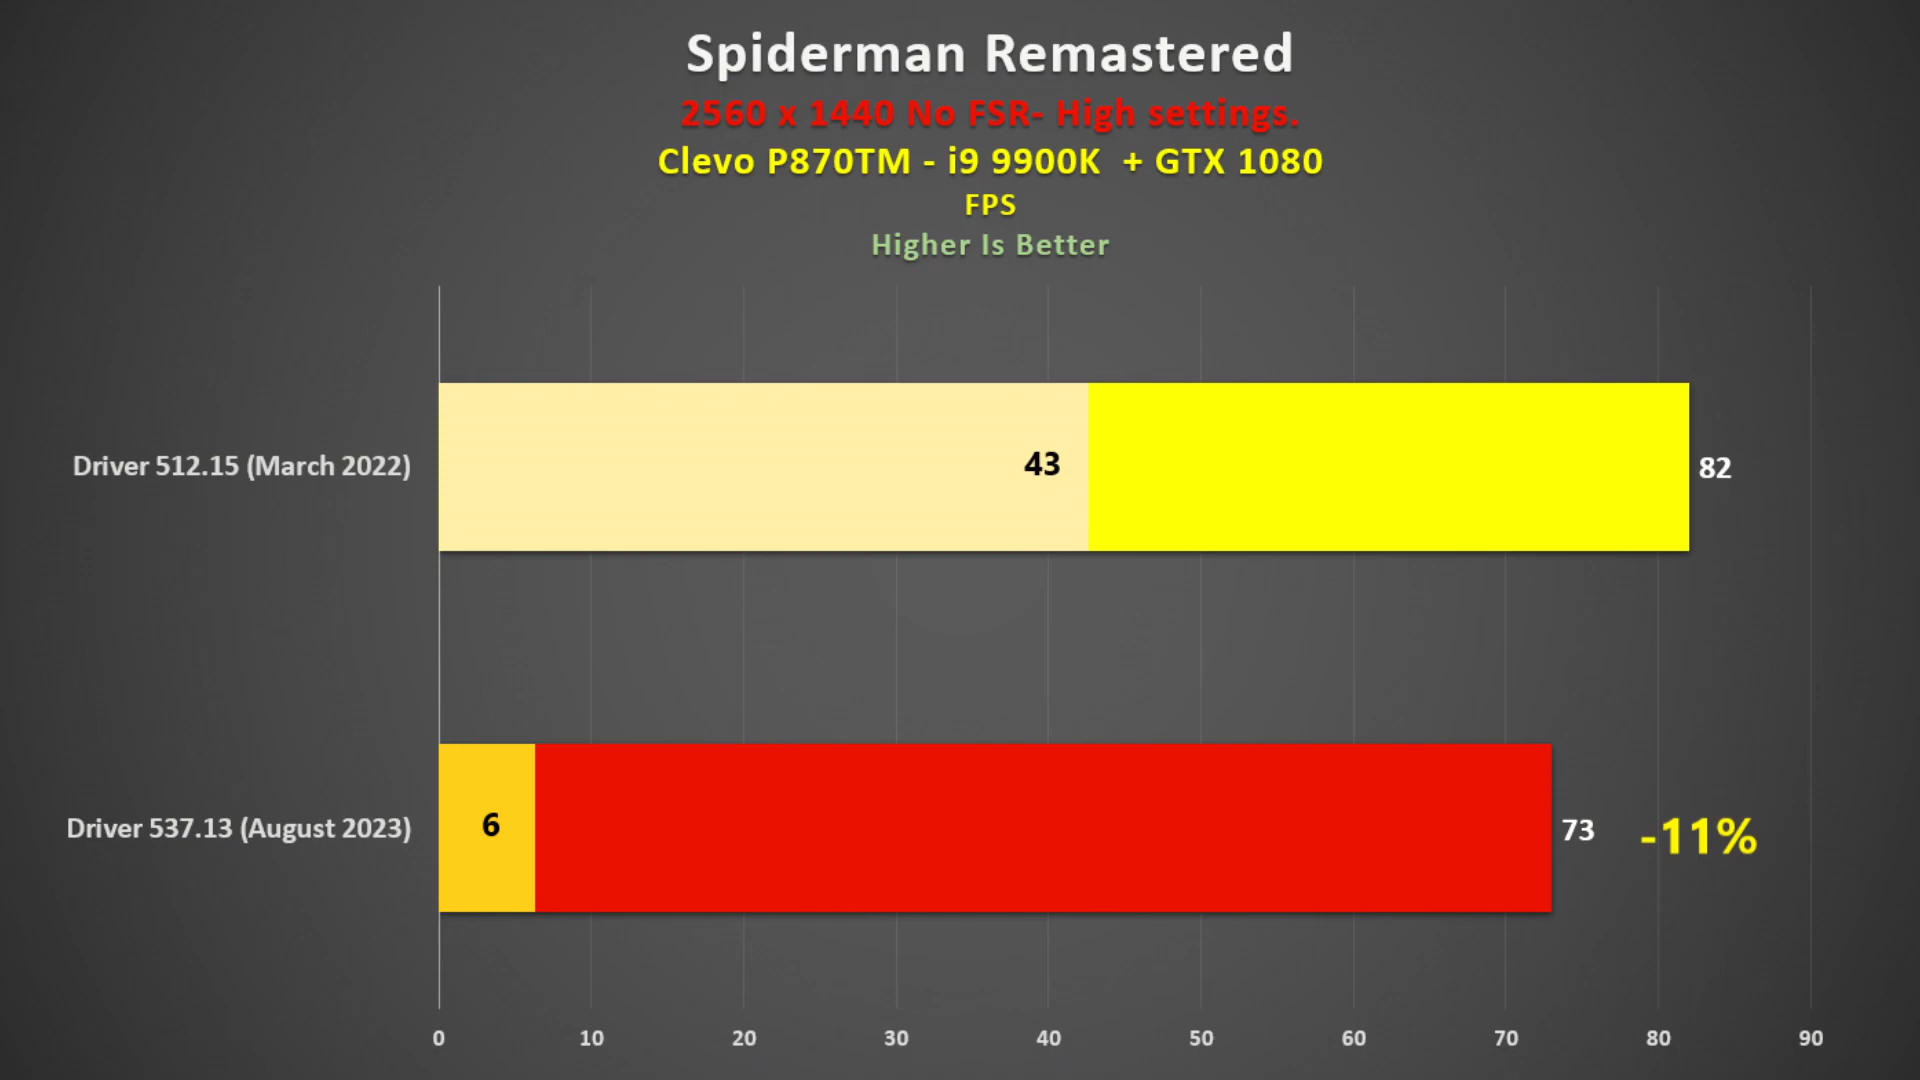 Spiderman Remastered
2560 x 1440 No FSR- High settings.
Clevo P870TM - i9 9900K + GTX 1080
FPS
Higher Is Better
Driver 512.15 (March 2022)
43
82
Driver 537.13 (August 2023)
6
73
-11%
0 10 20 30 40 50 60 70 80 90